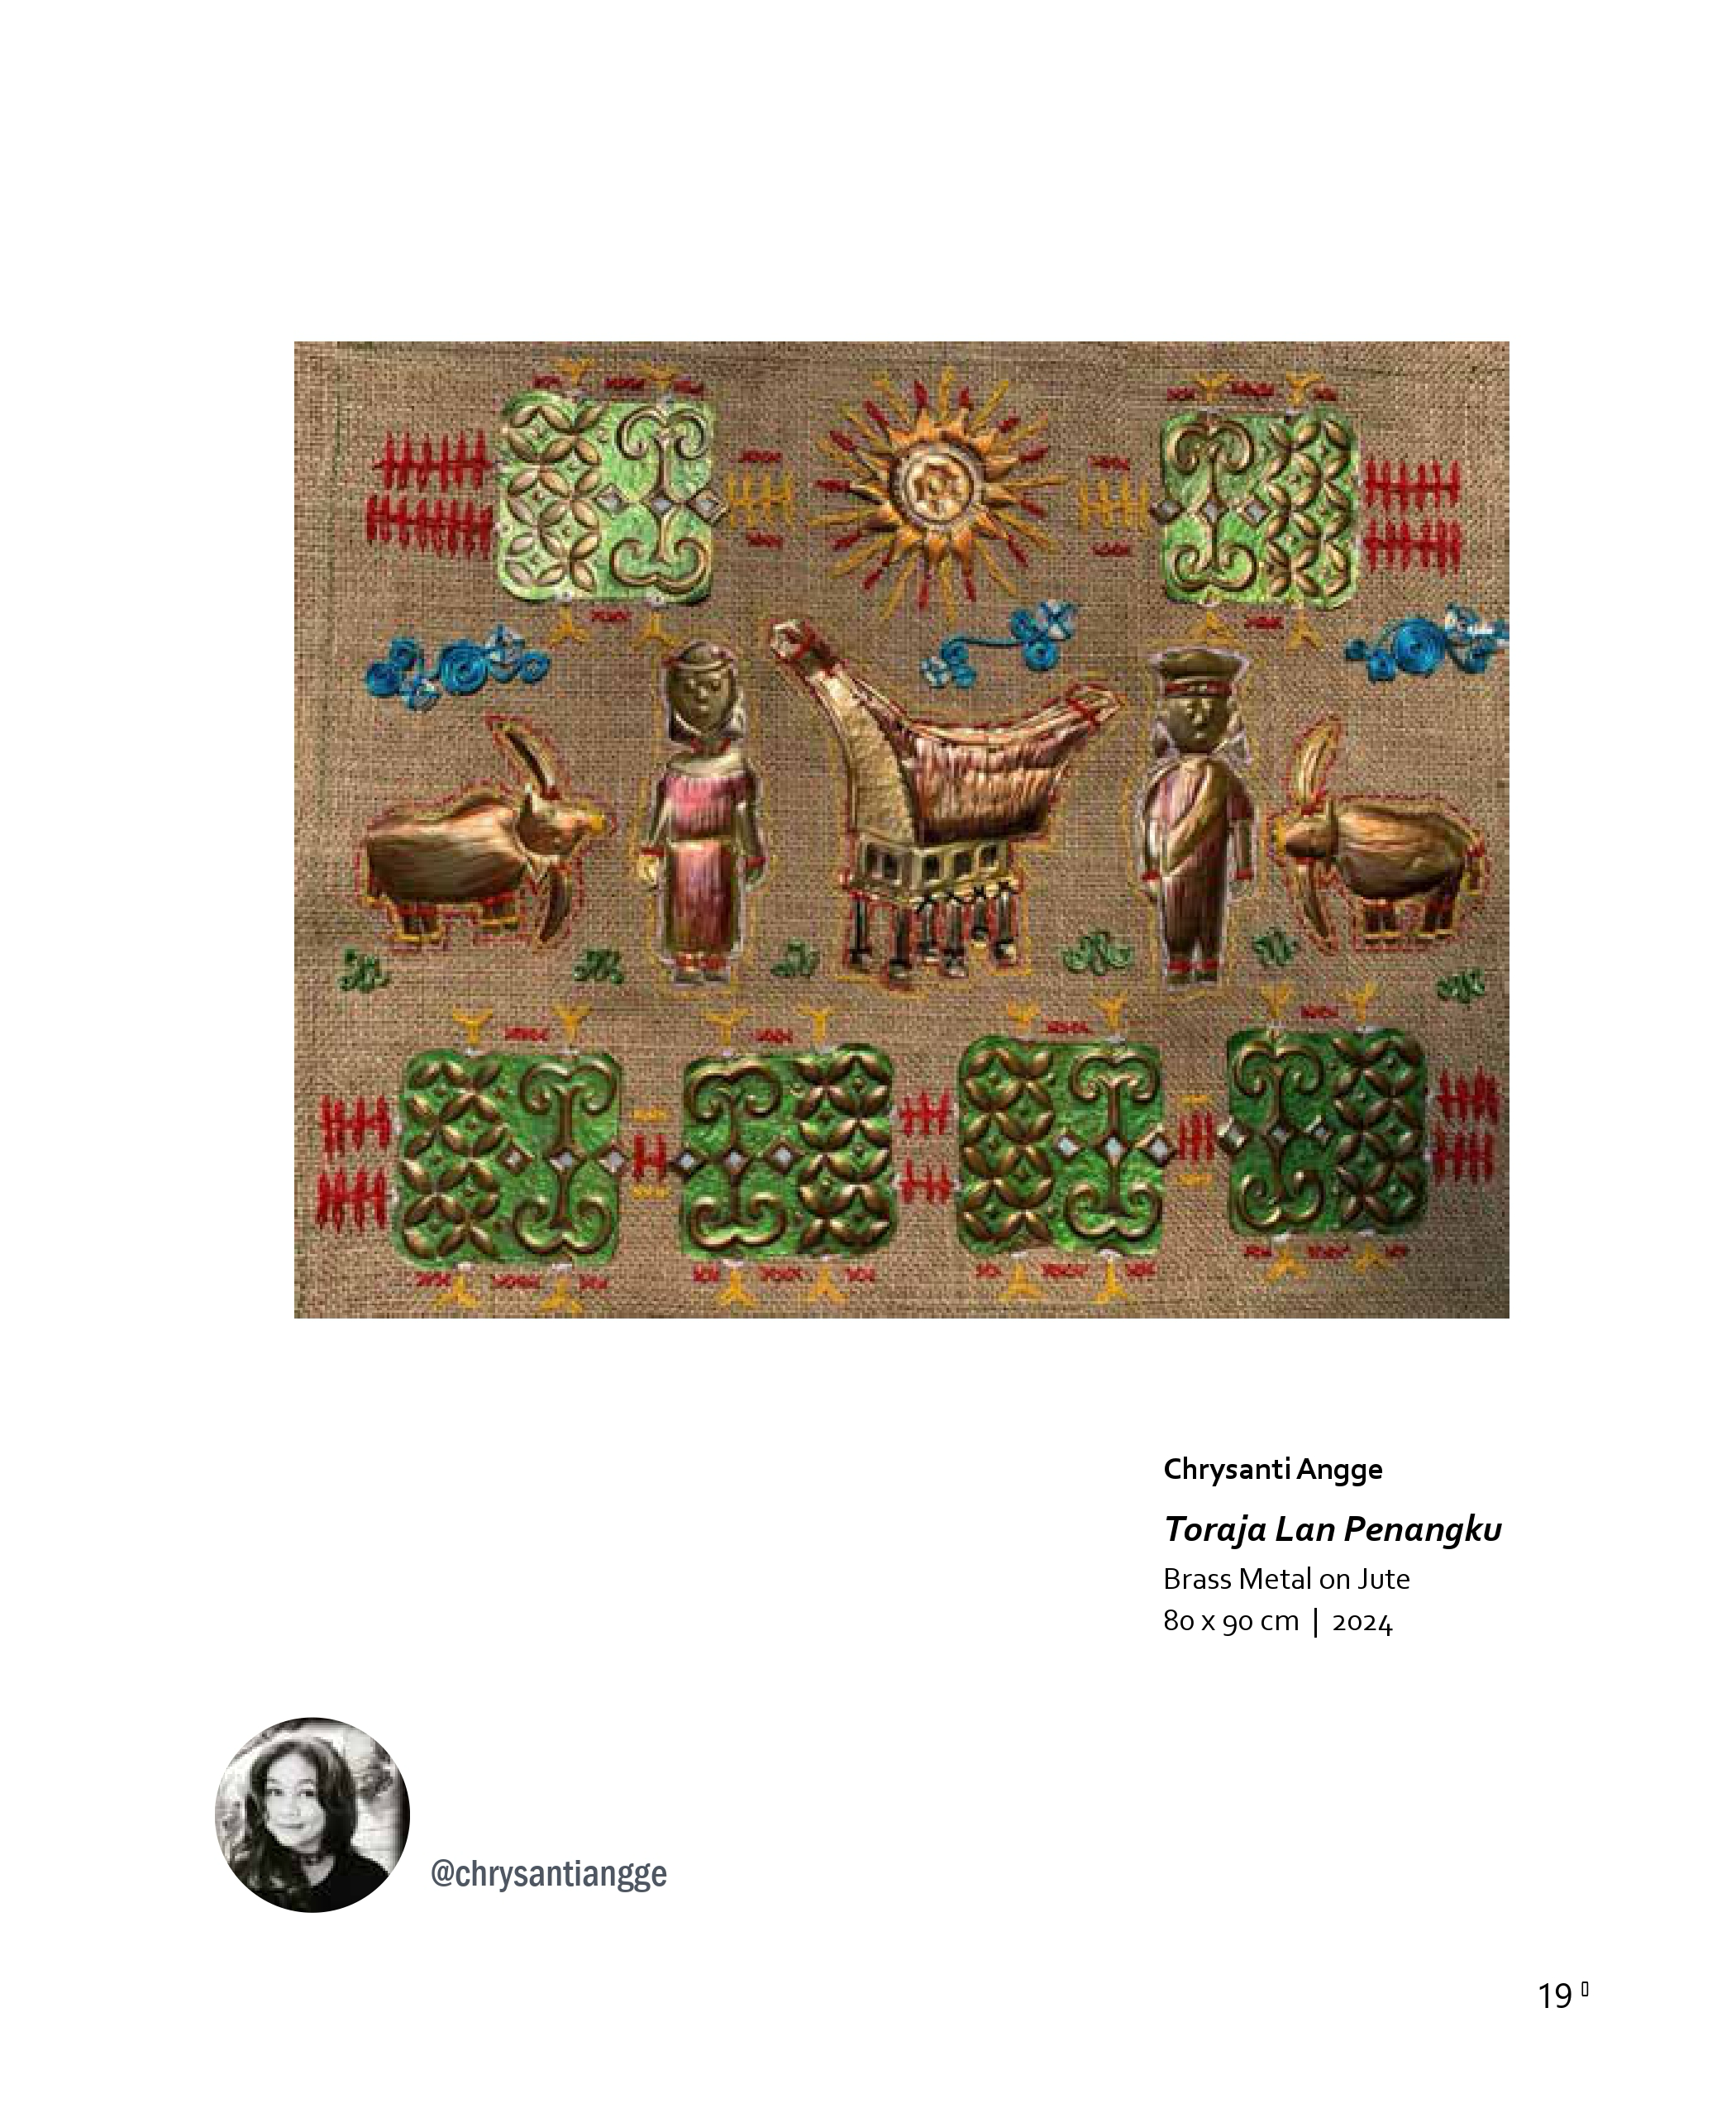 Chrysanti Angge
Toraja Lan Penangku
Brass Metal on Jute
80 x 90 cm | 2024
@chrysantiangge
19